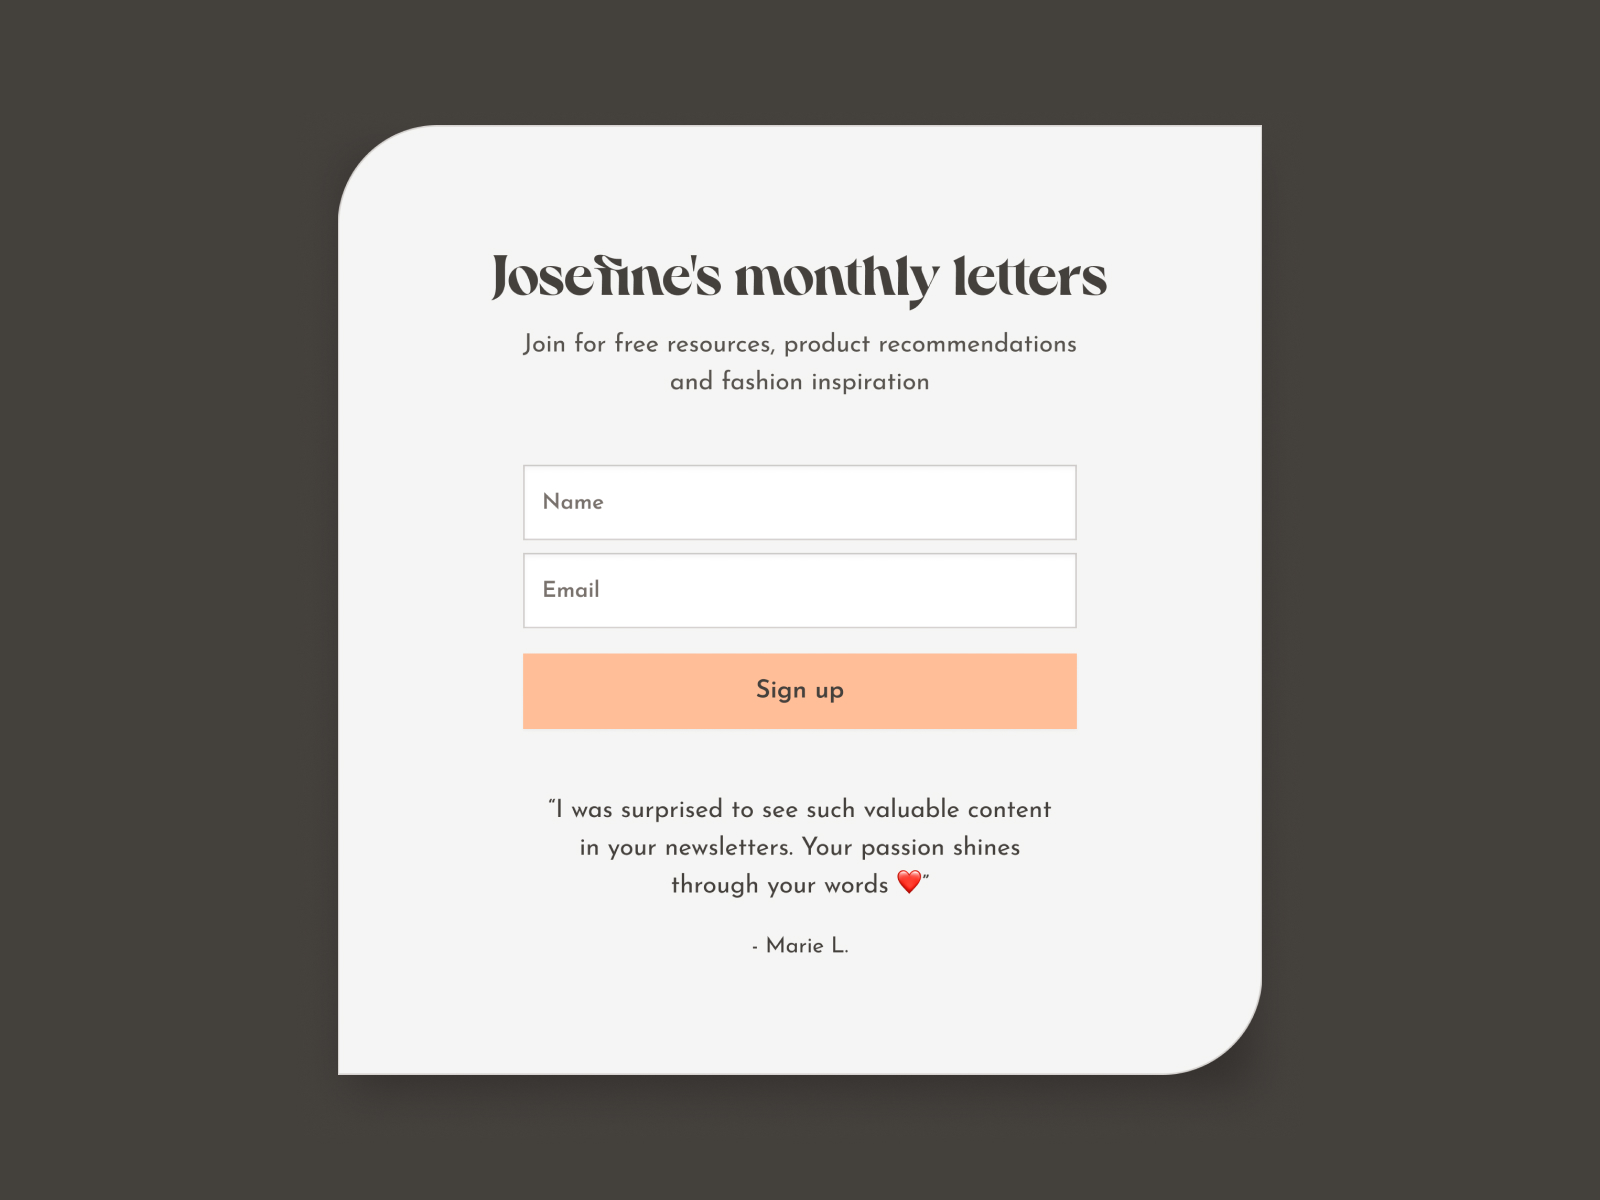 Josefine's monthly letters
Join for free resources, product recommendations
and fashion inspiration
Name
Email
Sign up
“I was surprised to see such valuable content
in your newsletters. Your passion shines
through your words ❤️”
- Marie L.